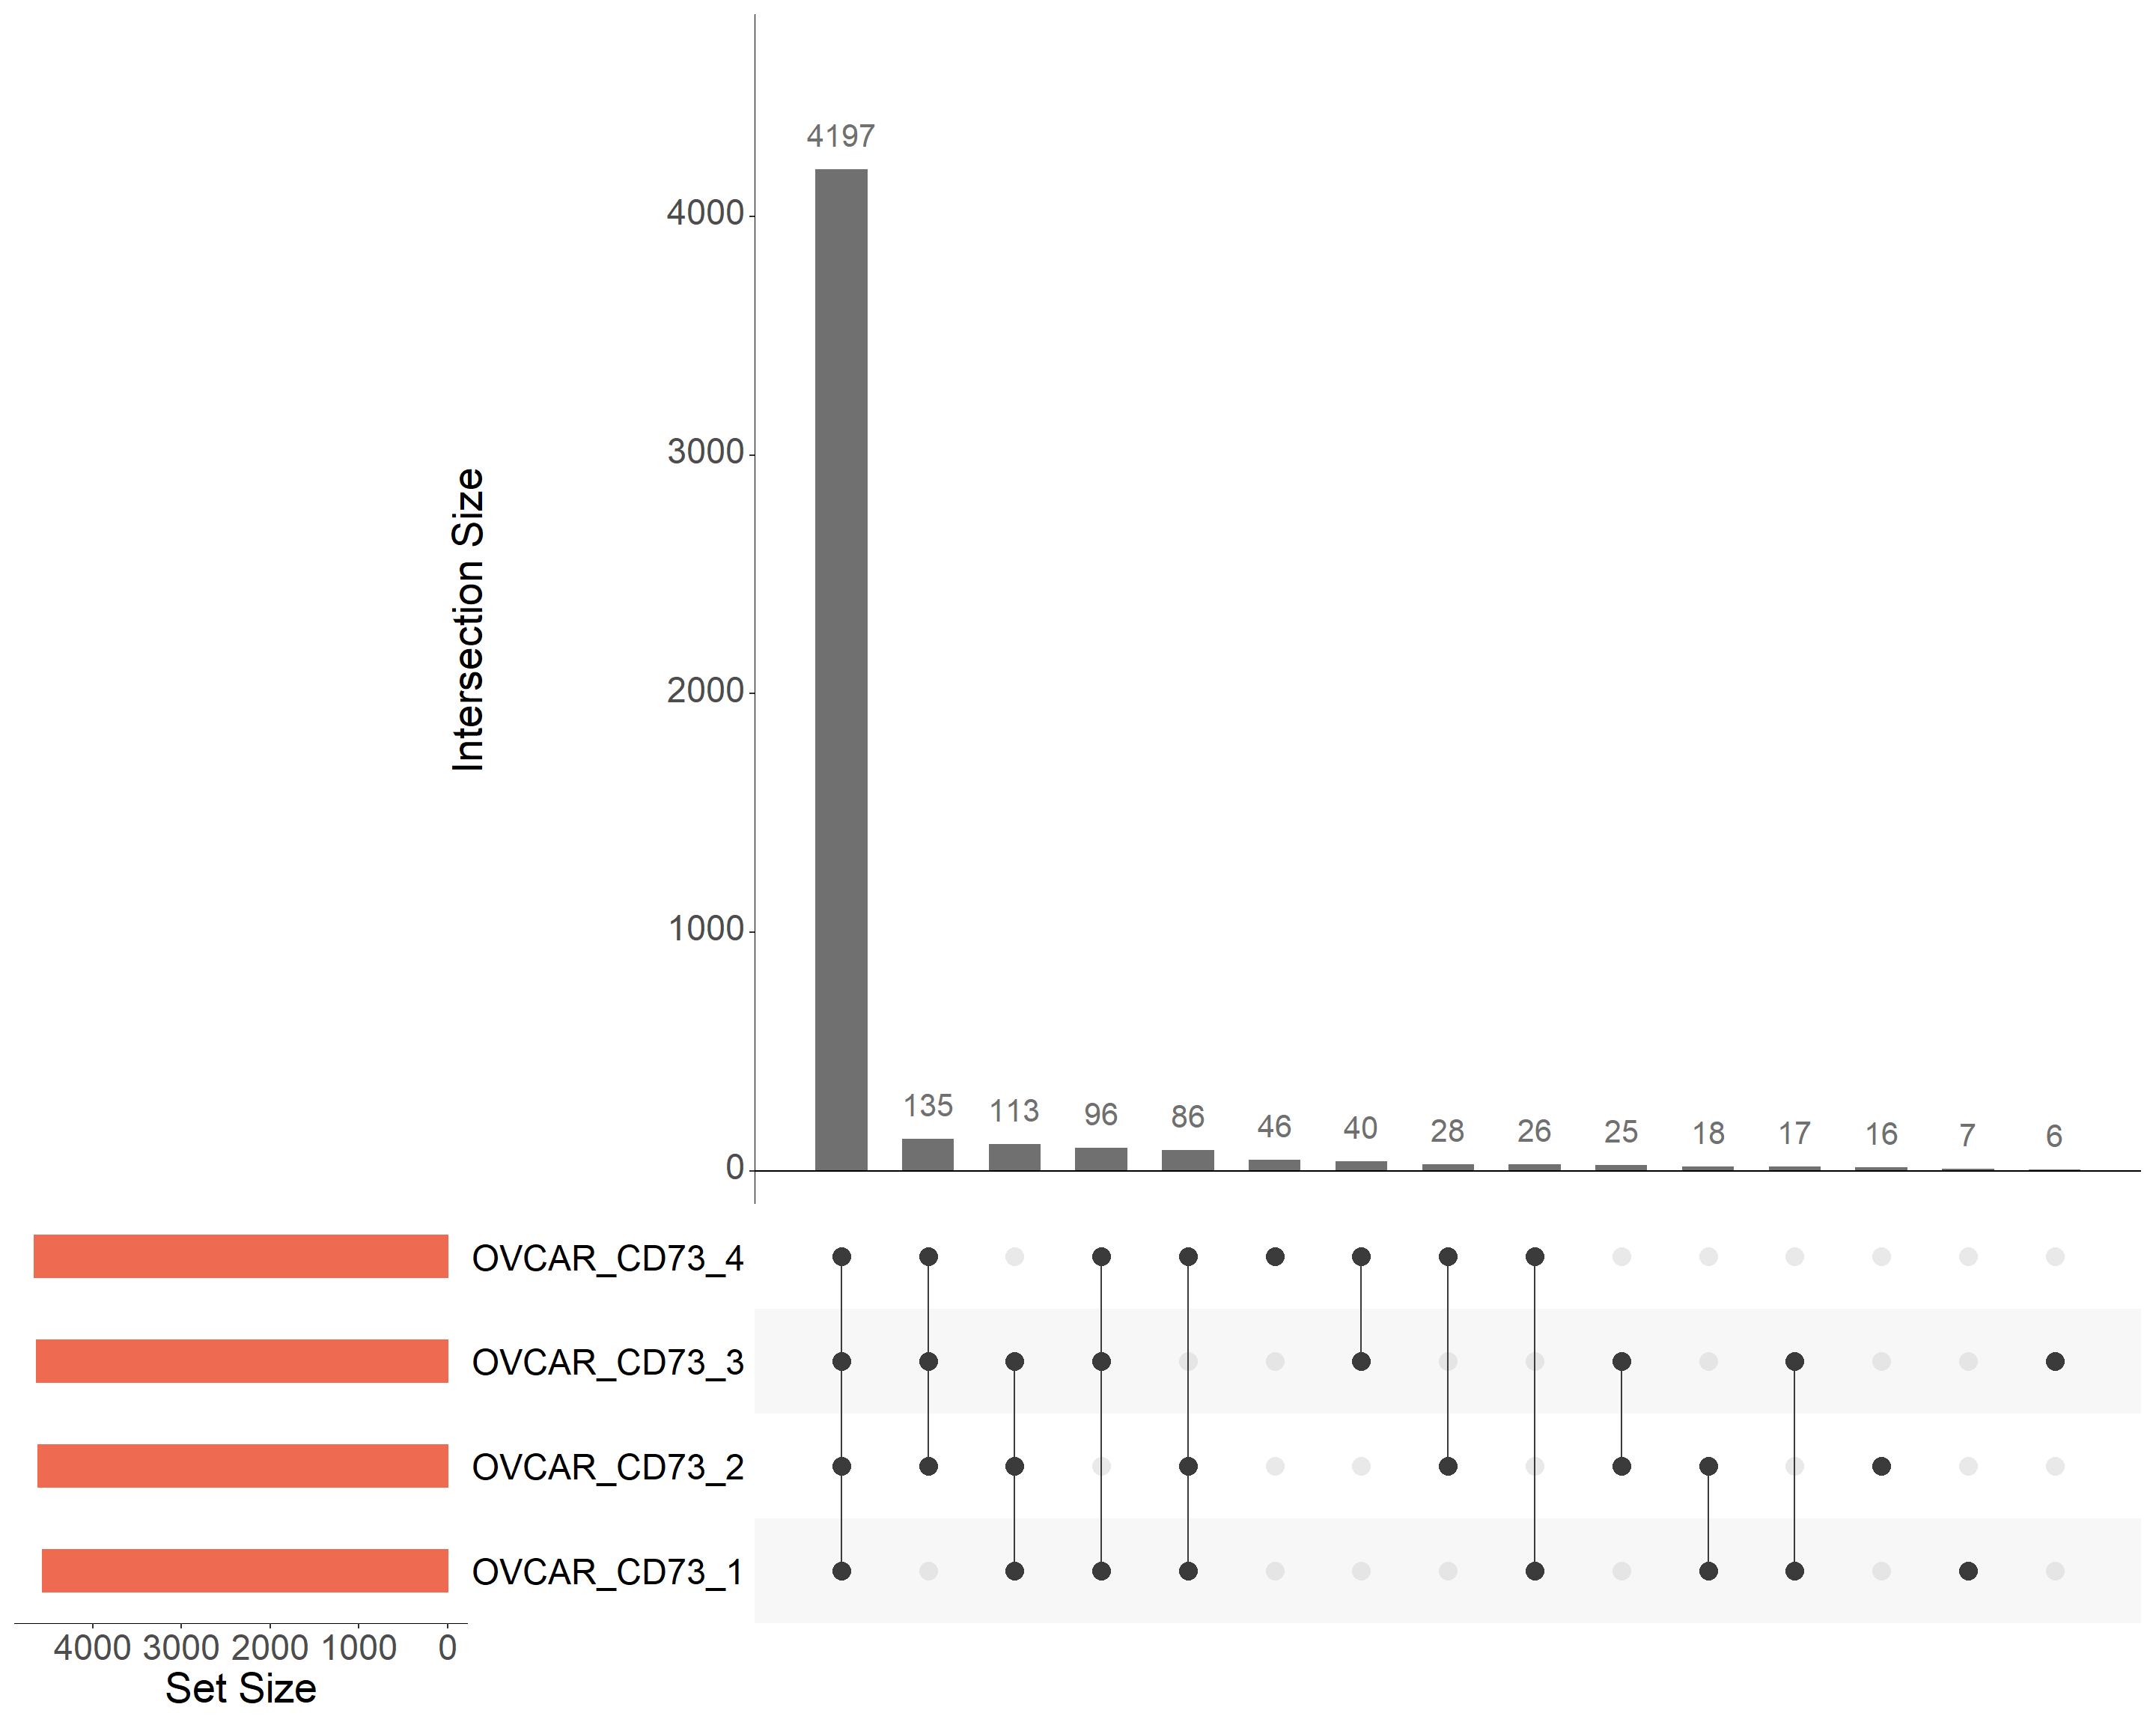 4197
4000
3000
2000
1000
0
Intersection Size
135 113 96 86 46 40 28 26 25 18 17 16 7 6
OVCAR_CD73_4
OVCAR_CD73_3
OVCAR_CD73_2
OVCAR_CD73_1
4000 3000 2000 1000 0
Set Size